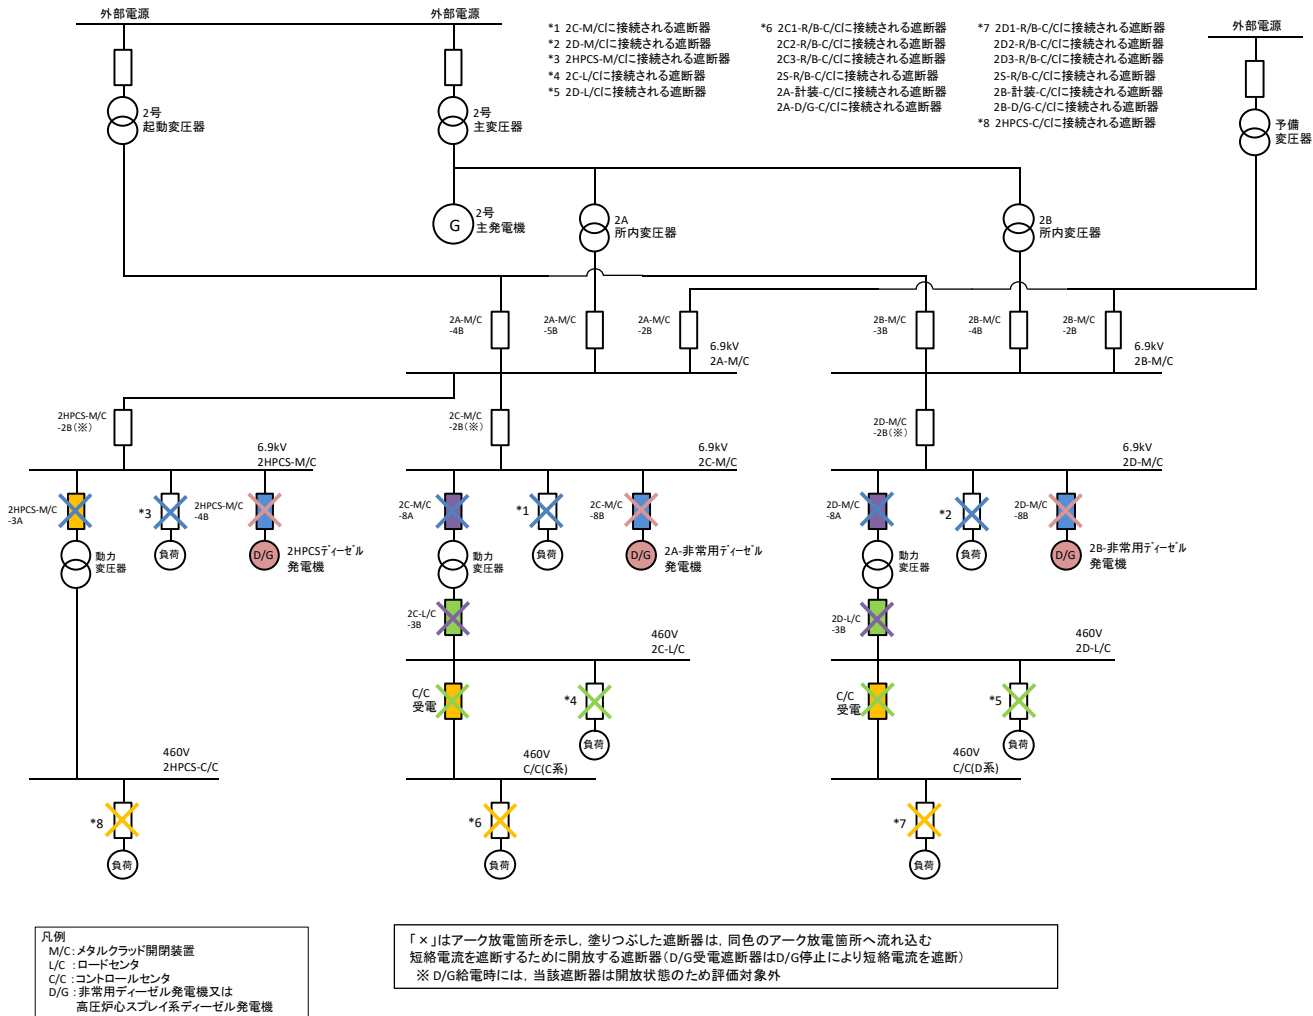 外部電源
外部電源
外部電源
*1 2C-M/Cに接続される遮断器
*2 2D-M/Cに接続される遮断器
*3 2HPCS-M/Cに接続される遮断器
*4 2C-L/Cに接続される遮断器
*5 2D-L/Cに接続される遮断器
*6 2C1-R/B-C/Cに接続される遮断器
2C2-R/B-C/Cに接続される遮断器
2C3-R/B-C/Cに接続される遮断器
2S-R/B-C/Cに接続される遮断器
2A-計装-C/Cに接続される遮断器
2A-D/G-C/Cに接続される遮断器
*7 2D1-R/B-C/Cに接続される遮断器
2D2-R/B-C/Cに接続される遮断器
2D3-R/B-C/Cに接続される遮断器
2S-R/B-C/Cに接続される遮断器
2B-計装-C/Cに接続される遮断器
2B-D/G-C/Cに接続される遮断器
*8 2HPCS-C/Cに接続される遮断器
2号
起動変圧器
2号
主変圧器
予備
変圧器
G
2号
主発電機
2A
所内変圧器
2B
所内変圧器
2A-M/C
-4B
2A-M/C
-5B
2A-M/C
-2B
2B-M/C
-3B
2B-M/C
-4B
2B-M/C
-2B
6.9kV
2A-M/C
6.9kV
2B-M/C
2HPCS-M/C
-2B(※)
2C-M/C
-2B(※)
2D-M/C
-2B(※)
6.9kV
2HPCS-M/C
6.9kV
2C-M/C
6.9kV
2D-M/C
2HPCS-M/C
-3A
*3
2HPCS-M/C
-4B
2C-M/C
-8A
*1
2C-M/C
-8B
2D-M/C
-8A
*2
2D-M/C
-8B
動力
変圧器
負荷
D/G
2HPCSディーゼル
発電機
動力
変圧器
負荷
D/G
2A-非常用ディーゼル
発電機
動力
変圧器
負荷
D/G
2B-非常用ディーゼル
発電機
2C-L/C
-3B
2D-L/C
-3B
460V
2C-L/C
460V
2D-L/C
C/C
受電
*4
負荷
C/C
受電
*5
負荷
460V
2HPCS-C/C
460V
C/C(C系)
460V
C/C(D系)
*8
負荷
*6
負荷
*7
負荷
凡例
M/C:メタルクラッド開閉装置
L/C :ロードセンタ
C/C :コントロールセンタ
D/G :非常用ディーゼル発電機又は
高圧炉心スプレイ系ディーゼル発電機
「×」はアーク放電箇所を示し，塗りつぶした遮断器は，同色のアーク放電箇所へ流れ込む
短絡電流を遮断するために開放する遮断器(D/G受電遮断器はD/G停止により短絡電流を遮断)
※ D/G給電時には，当該遮断器は開放状態のため評価対象外